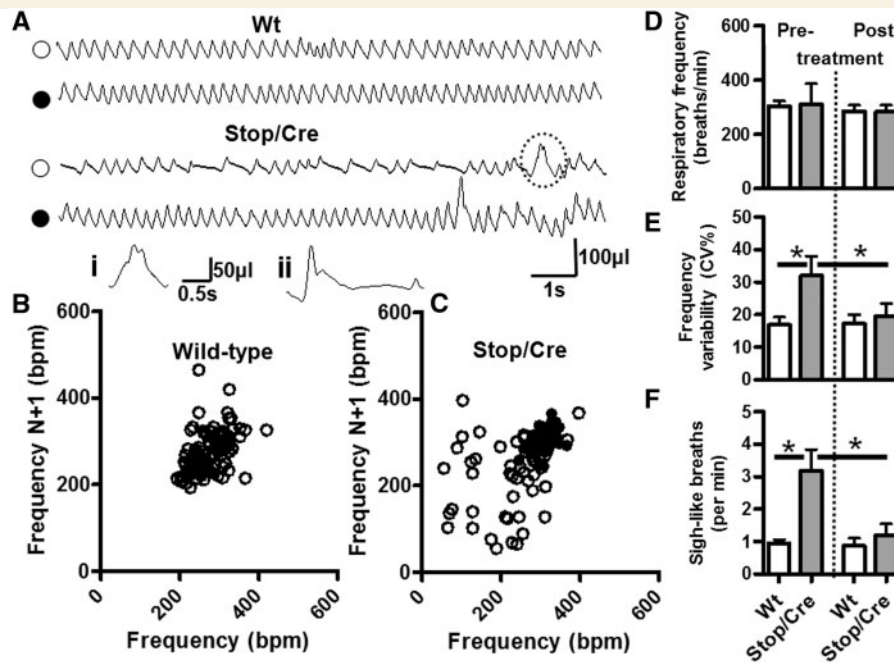 A
Wt
Stop/Cre
100μl
1s
i
50μl
0.5s
ii
B
600
400
200
0
Frequency N+1 (bpm)
Wild-type
0
200
400
600
Frequency (bpm)
C
600
400
200
0
Frequency N+1 (bpm)
Stop/Cre
0
200
400
600
Frequency (bpm)
D
Respiratory frequency
(breaths/min)
600
400
200
0
Pre- Post
treatment
E
Frequency
variability (CV%)
50
40
30
20
10
0
* *
F
Sigh-like breaths
(per min)
5
4
3
2
1
0
* *
Wt
Stop/Cre
Wt
Stop/Cre